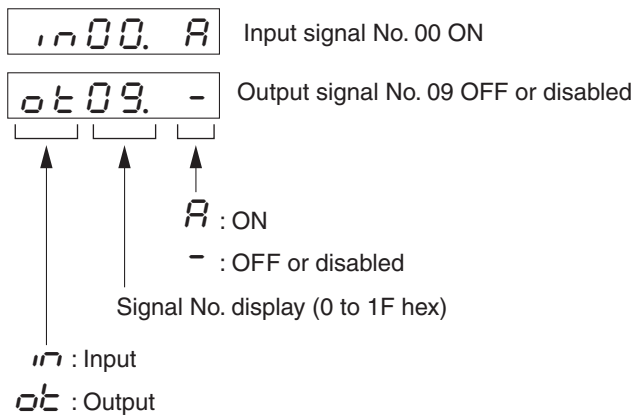 in00. A Input signal No. 00 ON
ot09. - Output signal No. 09 OFF or disabled
A : ON
- : OFF or disabled
Signal No. display (0 to 1F hex)
in : Input
ot : Output